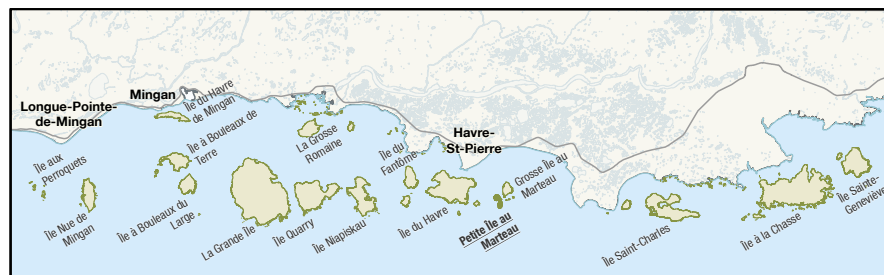 Longue-Pointe-
de-Mingan
Mingan
Île du Havre
de Mingan
Île aux
Perroquets
Île Nue de
Mingan
Île à Bouleaux de
Terre
Île à Bouleaux du
Large
La Grande Île
La Grosse
Romaine
Île Quarry
Île Niapiskau
Île du
Fantôme
Havre-
St-Pierre
Île du Havre
Petite Île au
Marteau
Grosse Île au
Marteau
Île Saint-Charles
Île à la Chasse
Île Sainte-
Geneviève